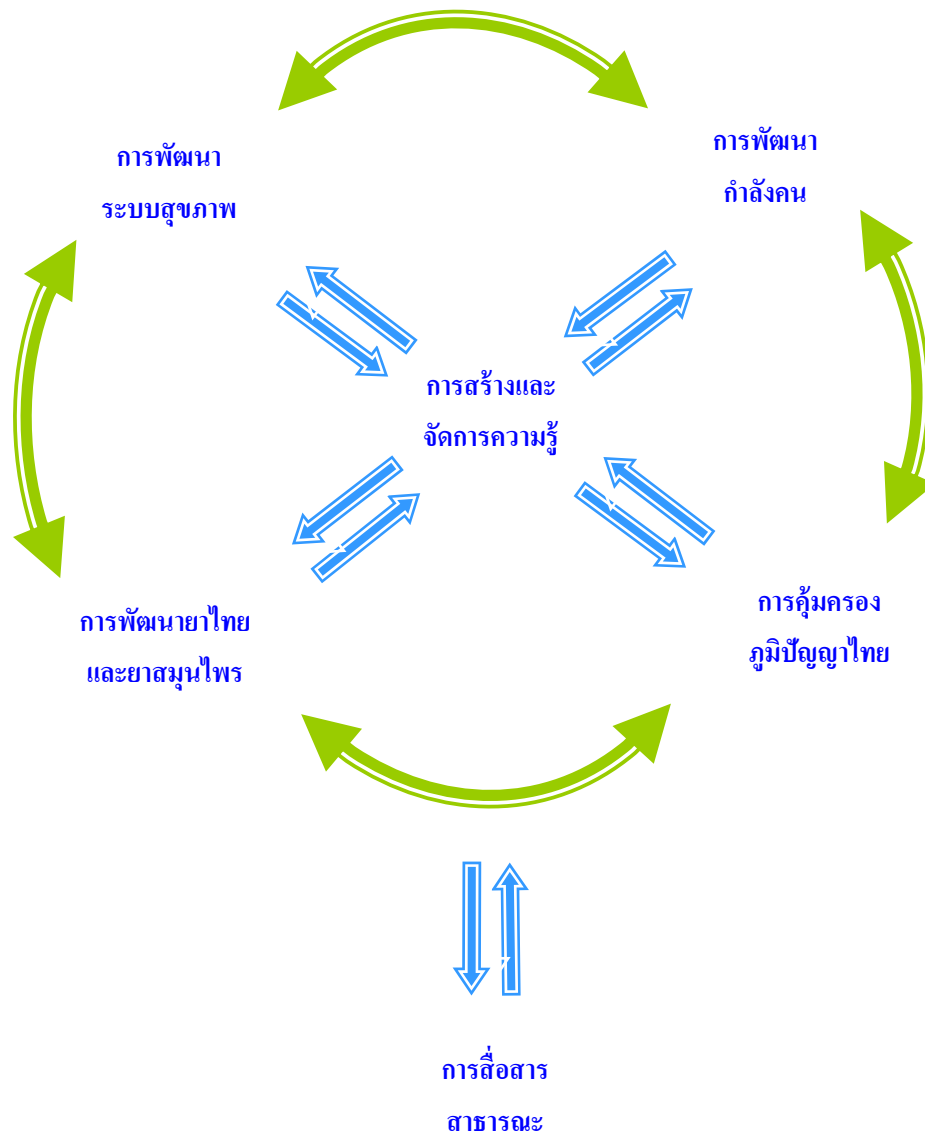 การพัฒนา
ระบบสุขภาพ
การพัฒนา
กำลังคน
การสร้างและ
จัดการความรู้
การพัฒนายาไทย
และยาสมุนไพร
การคุ้มครอง
ภูมิปัญญาไทย
การสื่อสาร
สาธารณะ